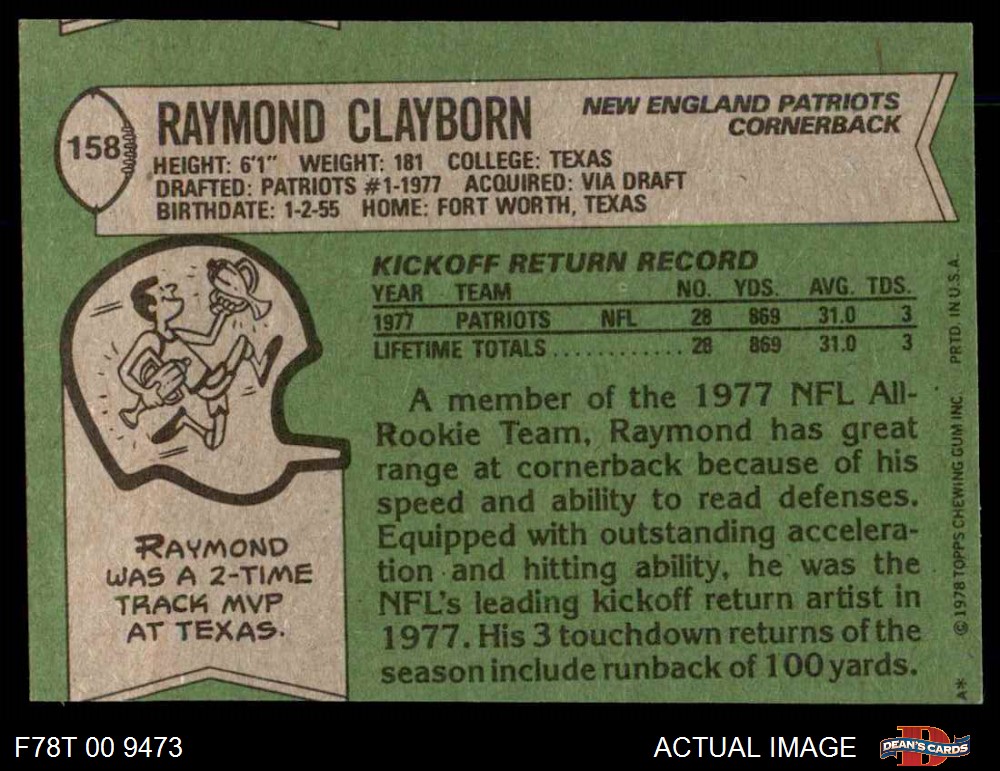 158
RAYMOND CLAYBORN
NEW ENGLAND PATRIOTS
CORNERBACK
HEIGHT: 6'1" WEIGHT: 181 COLLEGE: TEXAS
DRAFTED: PATRIOTS #1-1977 ACQUIRED: VIA DRAFT
BIRTHDATE: 1-2-55 HOME: FORT WORTH, TEXAS
KICKOFF RETURN RECORD
YEAR TEAM NO. YDS. AVG. TDS.
1977 PATRIOTS NFL 28 869 31.0 3
LIFETIME TOTALS............ 28 869 31.0 3
A member of the 1977 NFL All-
Rookie Team, Raymond has great
range at cornerback because of his
speed and ability to read defenses.
Equipped with outstanding accelera-
tion and hitting ability, he was the
NFL's leading kickoff return artist in
1977. His 3 touchdown returns of the
season include runback of 100 yards.
RAYMOND
WAS A 2-TIME
TRACK MVP
AT TEXAS.
A* © 1978 TOPPS CHEWING GUM INC. PRTD. IN U.S.A.
F78T 00 9473
ACTUAL IMAGE
DEAN'S CARDS